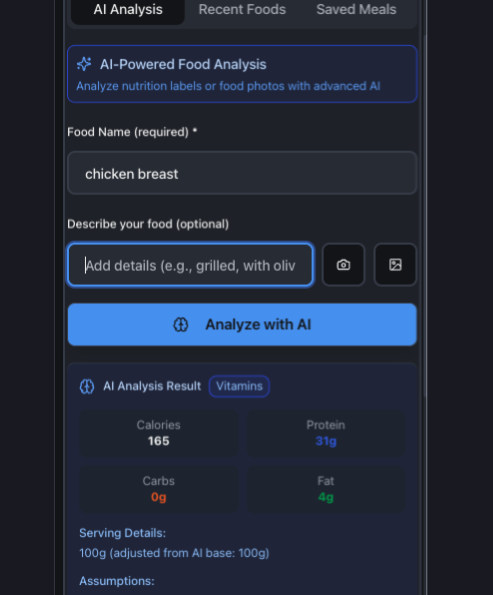 AI Analysis Recent Foods Saved Meals
AI-Powered Food Analysis
Analyze nutrition labels or food photos with advanced AI
Food Name (required) *
chicken breast
Describe your food (optional)
Add details (e.g., grilled, with oliv
Analyze with AI
AI Analysis Result Vitamins
Calories Protein
165 31g
Carbs Fat
0g 4g
Serving Details:
100g (adjusted from AI base: 100g)
Assumptions: